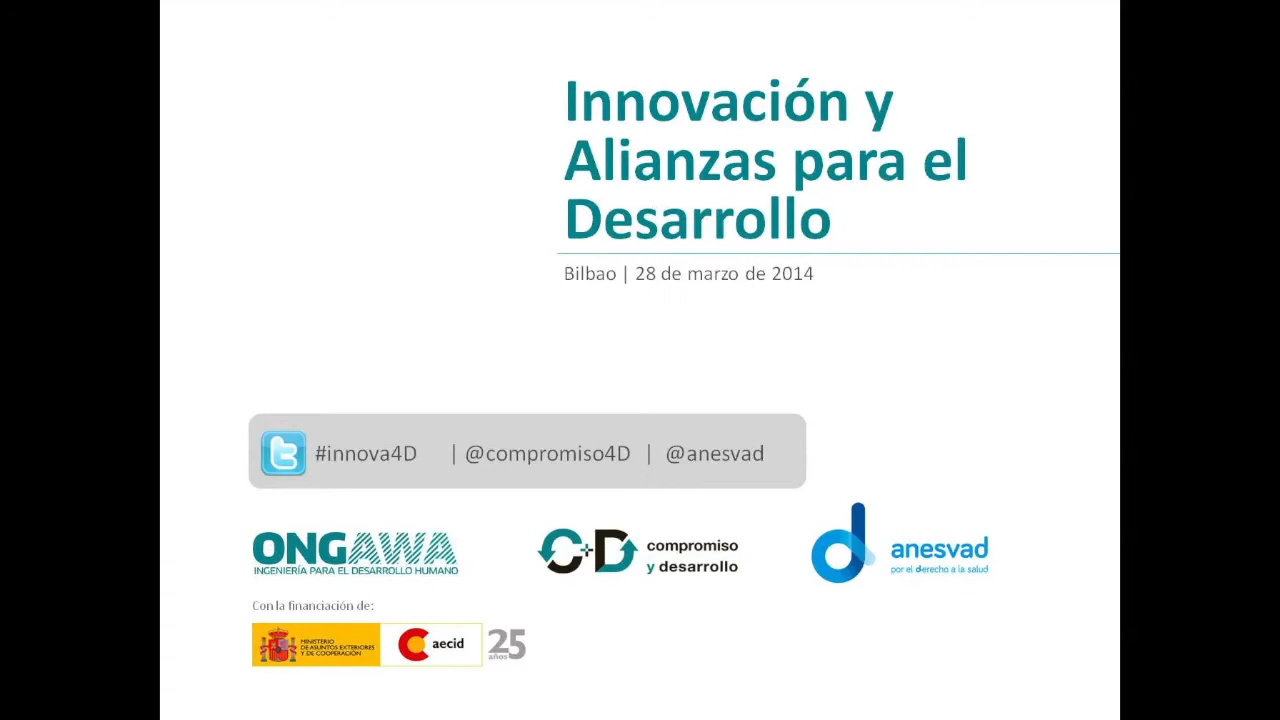 Innovación y
Alianzas para el
Desarrollo
Bilbao | 28 de marzo de 2014
#innova4D | @compromiso4D | @anesvad
ONGAWA
INGENIERÍA PARA EL DESARROLLO HUMANO
C+D compromiso
y desarrollo
anesvad
por el derecho a la salud
Con la financiación de:
MINISTERIO
DE ASUNTOS EXTERIORES
Y DE COOPERACIÓN
aecid
25
años